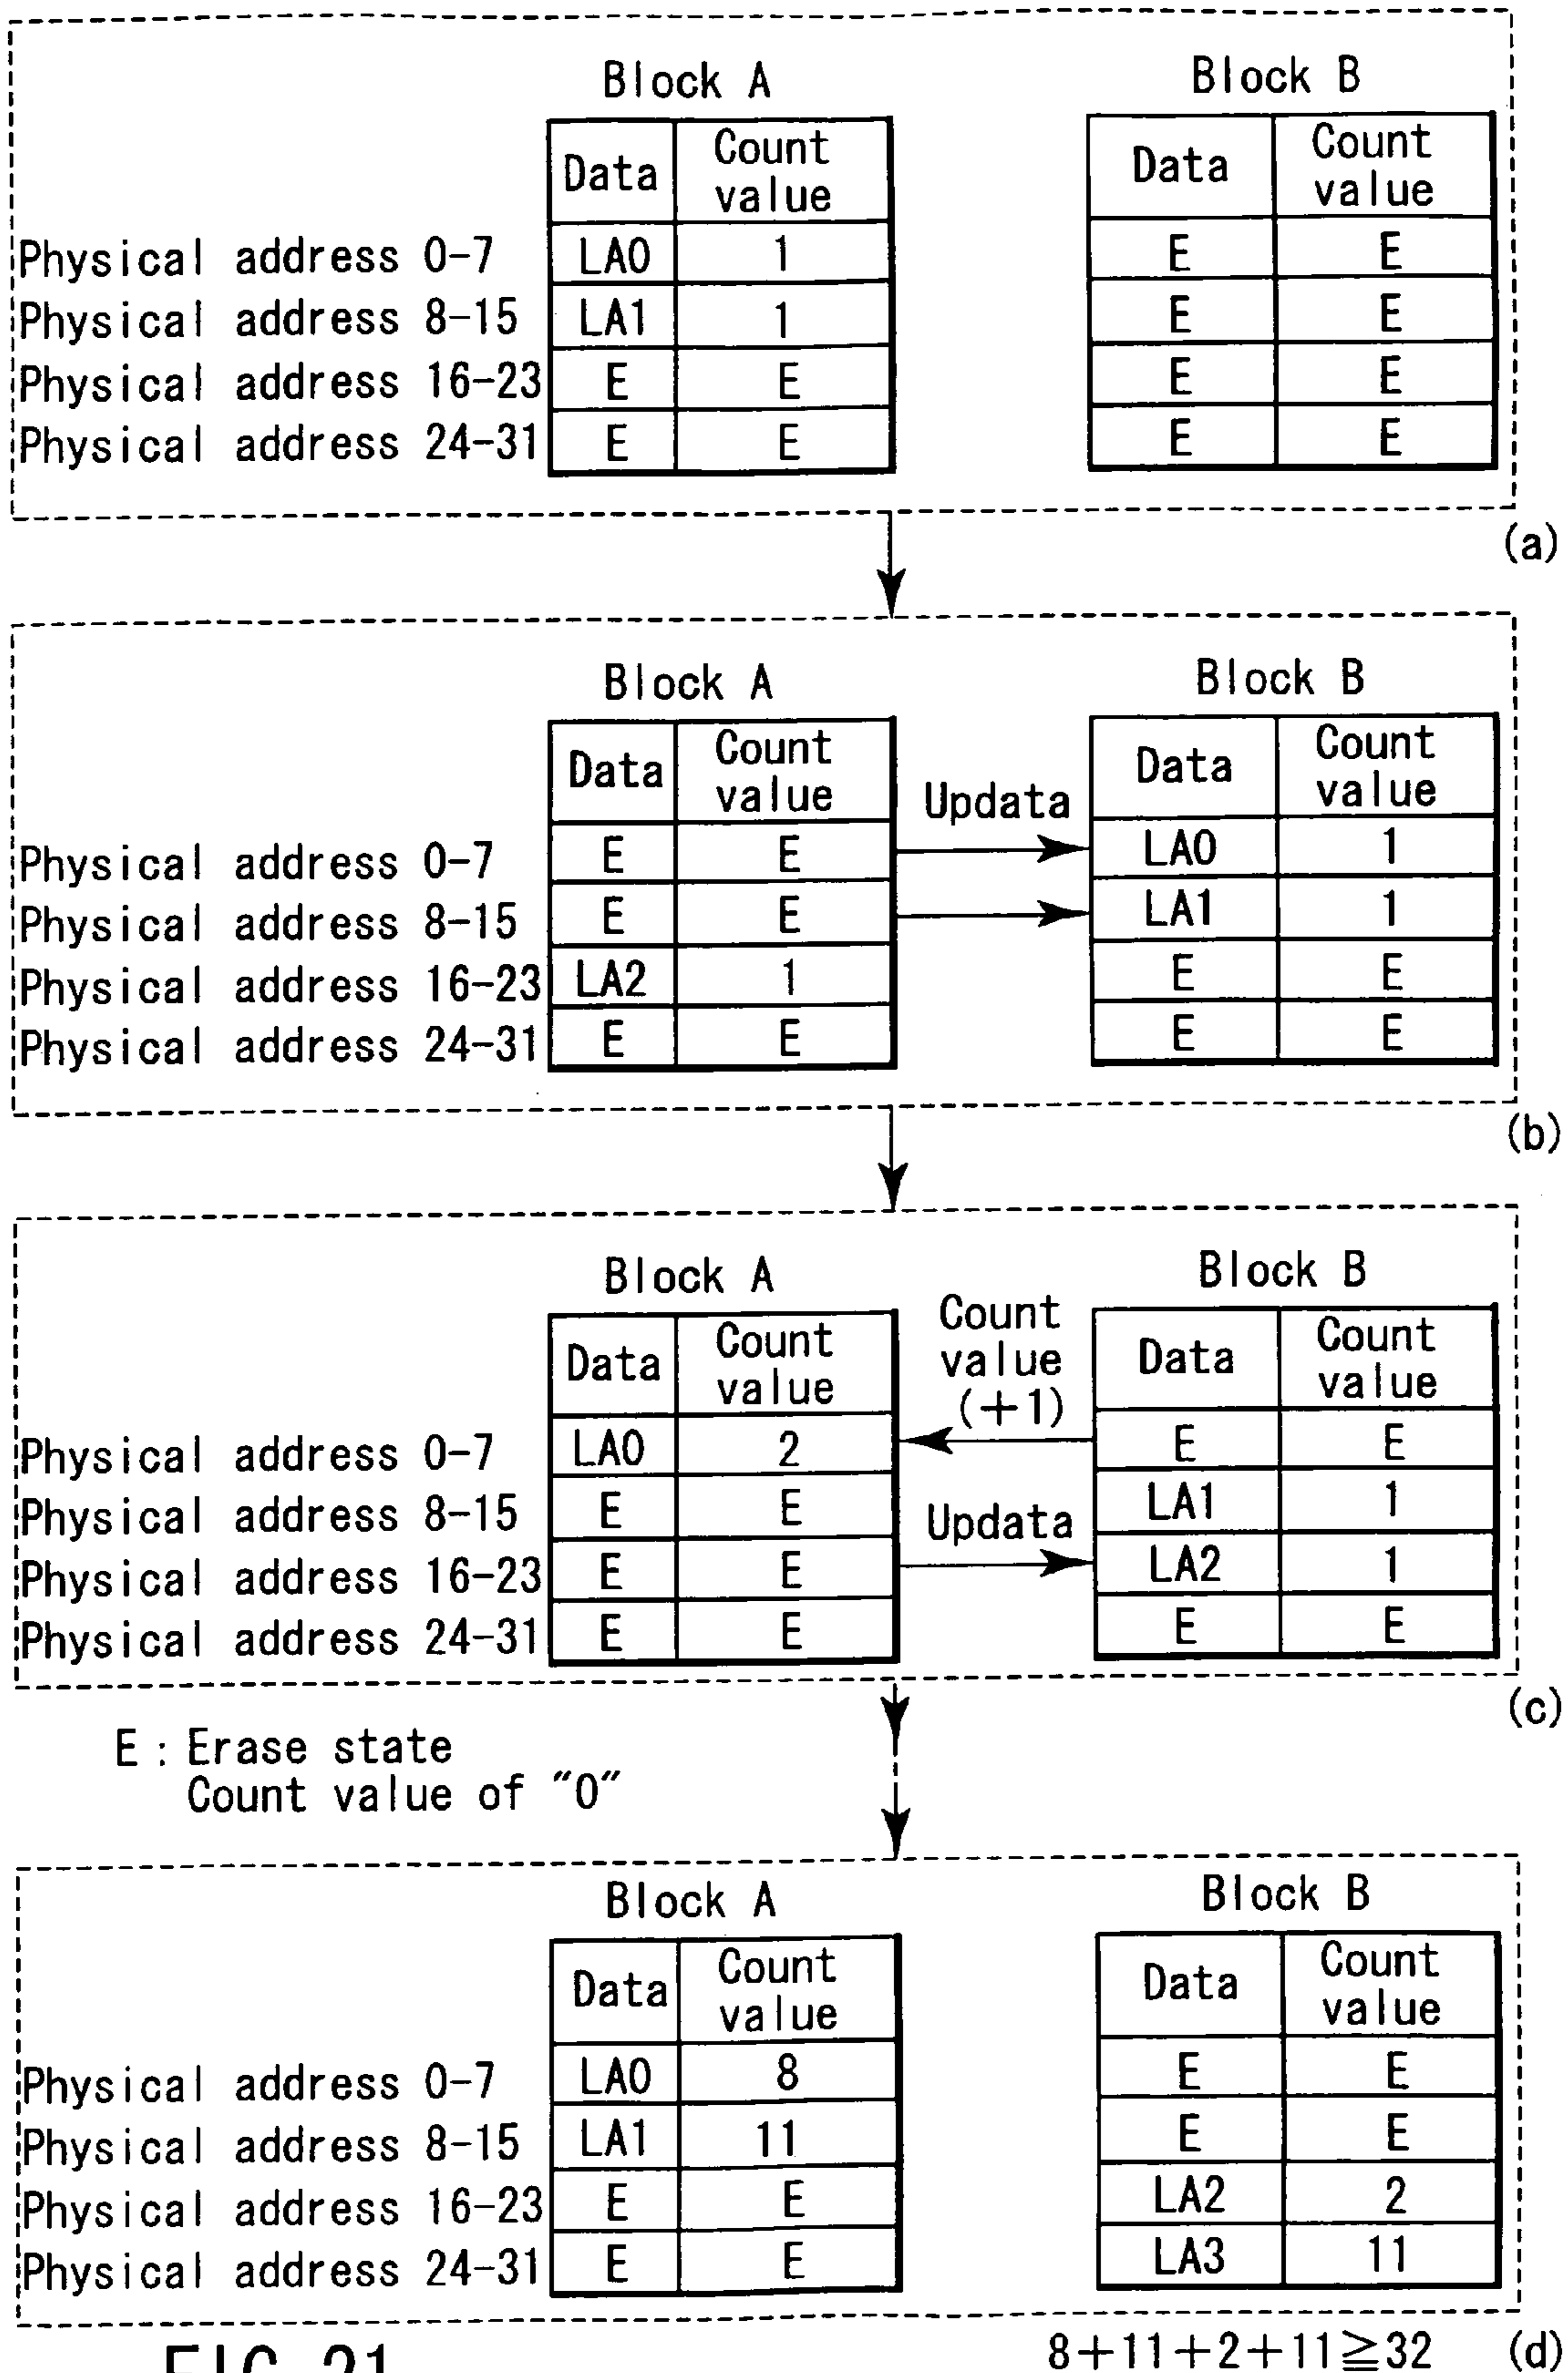 Block A Block B
Data Count value Data Count value
Physical address 0-7 LA0 1 E E
Physical address 8-15 LA1 1 E E
Physical address 16-23 E E E E
Physical address 24-31 E E E E
(a)
Block A Block B
Data Count value Updata Data Count value
Physical address 0-7 E E LA0 1
Physical address 8-15 E E LA1 1
Physical address 16-23 LA2 1 E E
Physical address 24-31 E E E E
(b)
Block A Block B
Data Count value Count value (+1) Data Count value
Physical address 0-7 LA0 2 E E
Physical address 8-15 E E Updata LA1 1
Physical address 16-23 E E LA2 1
Physical address 24-31 E E E E
(c)
E : Erase state
Count value of "0"
Block A Block B
Data Count value Data Count value
Physical address 0-7 LA0 8 E E
Physical address 8-15 LA1 11 E E
Physical address 16-23 E E LA2 2
Physical address 24-31 E E LA3 11
8+11+2+11≧32 (d)
FIG. 21